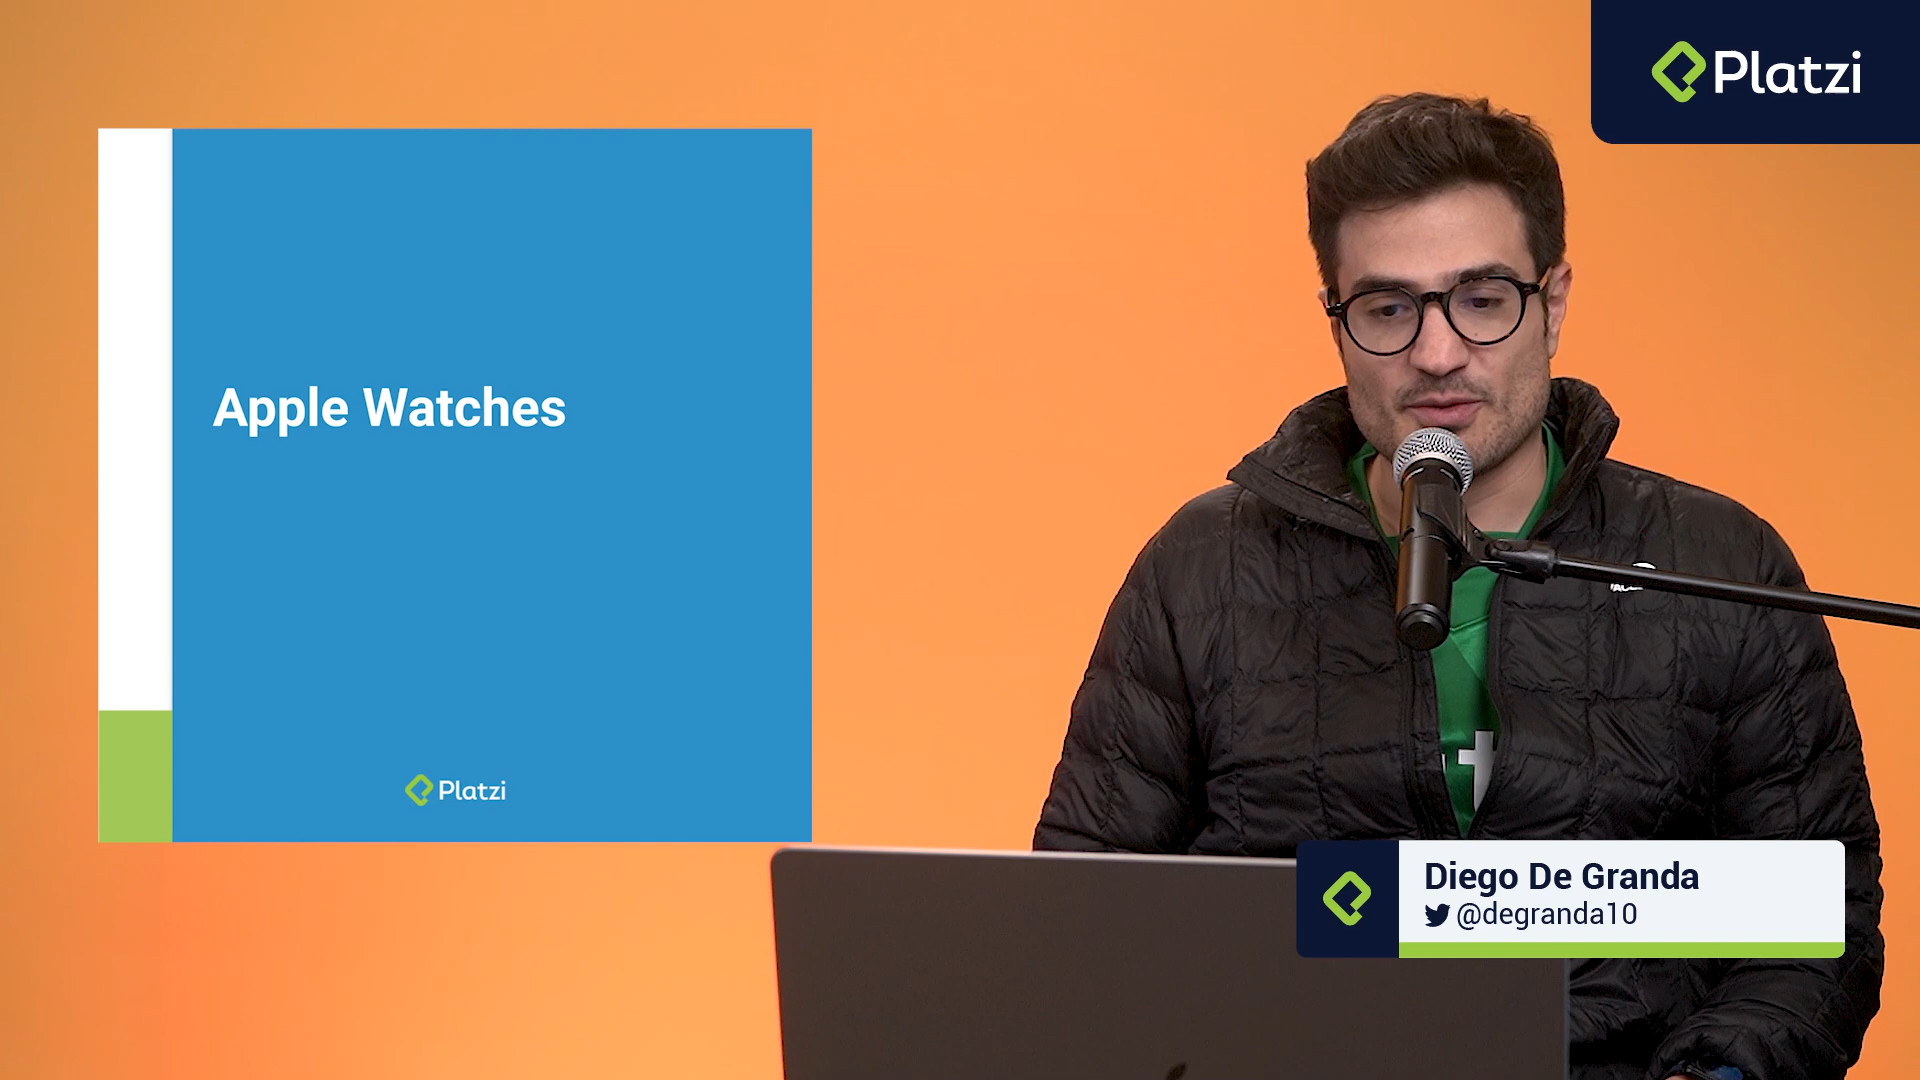 Platzi
Apple Watches
Platzi
Diego De Granda
@degranda10